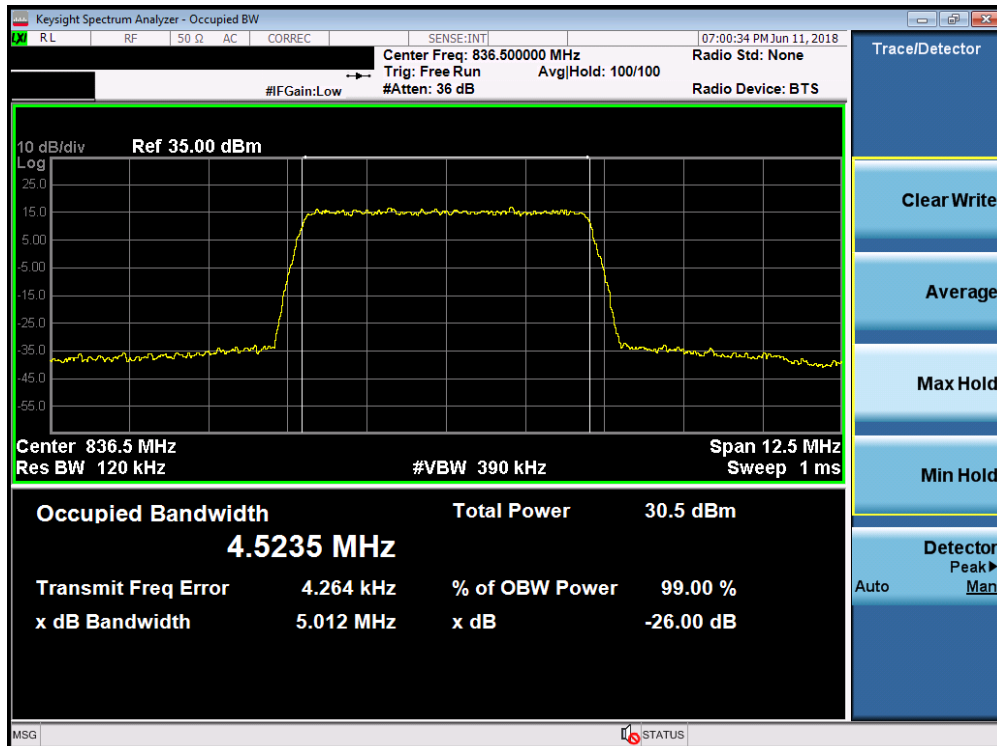 Keysight Spectrum Analyzer - Occupied BW
LXI RL RF 50 Ω AC CORREC SENSE:INT 07:00:34 PM Jun 11, 2018
Center Freq: 836.500000 MHz Radio Std: None
Trig: Free Run Avg|Hold: 100/100
#IFGain:Low #Atten: 36 dB Radio Device: BTS
10 dB/div Ref 35.00 dBm
Log
25.0
15.0
5.00
-5.00
-15.0
-25.0
-35.0
-45.0
-55.0
Center 836.5 MHz Span 12.5 MHz
Res BW 120 kHz #VBW 390 kHz Sweep 1 ms
Occupied Bandwidth Total Power 30.5 dBm
4.5235 MHz
Transmit Freq Error 4.264 kHz % of OBW Power 99.00 %
x dB Bandwidth 5.012 MHz x dB -26.00 dB
MSG STATUS
Trace/Detector
Clear Write
Average
Max Hold
Min Hold
Detector
Peak▶
Auto Man